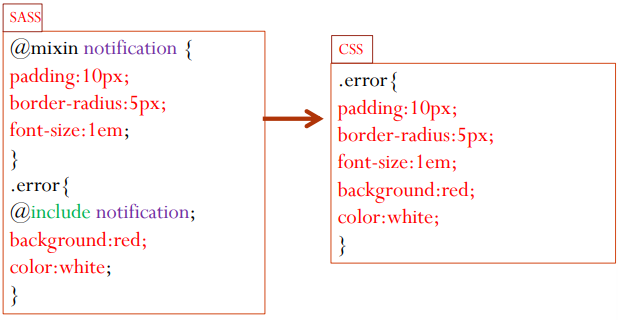 SASS
@mixin notification {
padding:10px;
border-radius:5px;
font-size:1em;
}
.error{
@include notification;
background:red;
color:white;
}
CSS
.error{
padding:10px;
border-radius:5px;
font-size:1em;
background:red;
color:white;
}